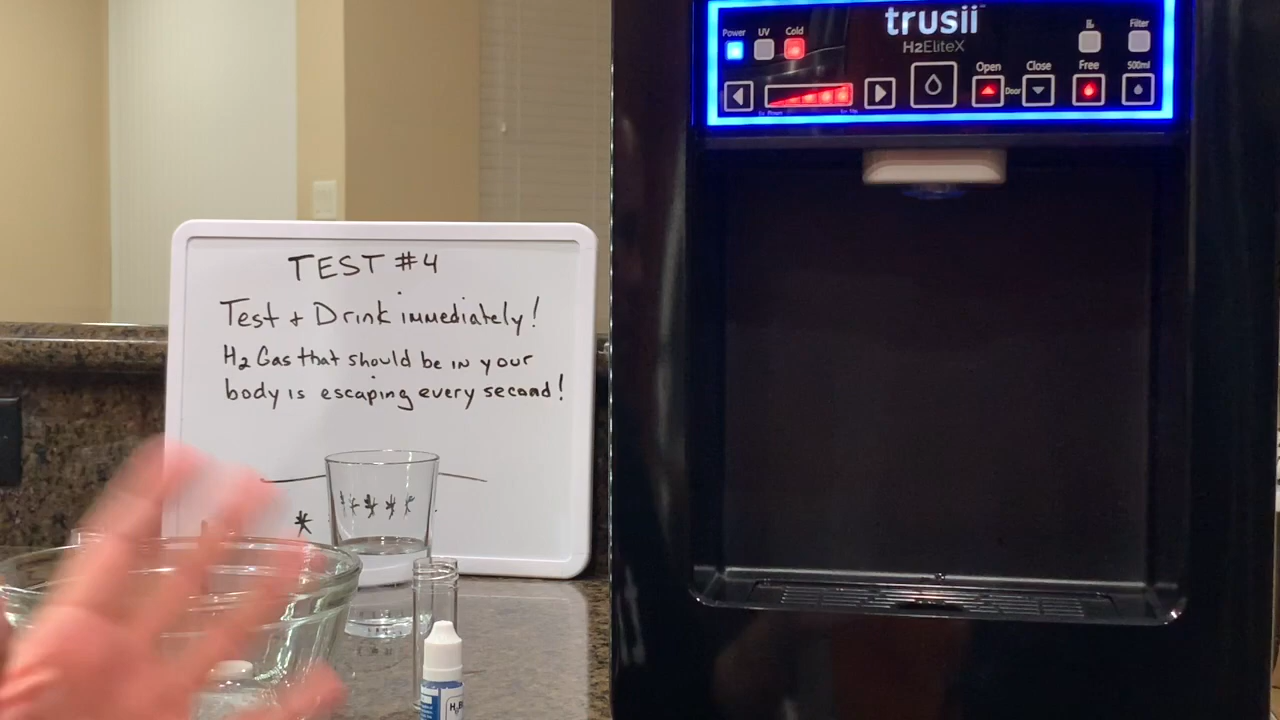 trusii
H2EliteX
Power UV Cold
Filter
Open Door Close Free 500ml
TEST #4
Test + Drink immediately!
H2 Gas that should be in your
body is escaping every second!
* * * * *